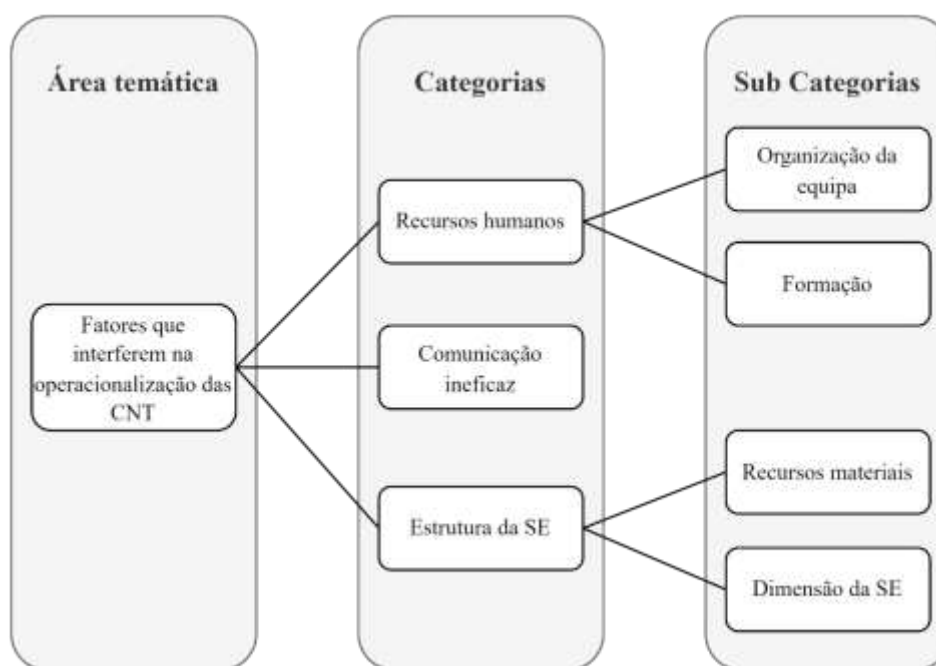 Área temática
Fatores que
interferem na
operacionalização das
CNT
Categorias
Recursos humanos
Comunicação
ineficaz
Estrutura da SE
Sub Categorias
Organização da
equipa
Formação
Recursos materiais
Dimensão da SE